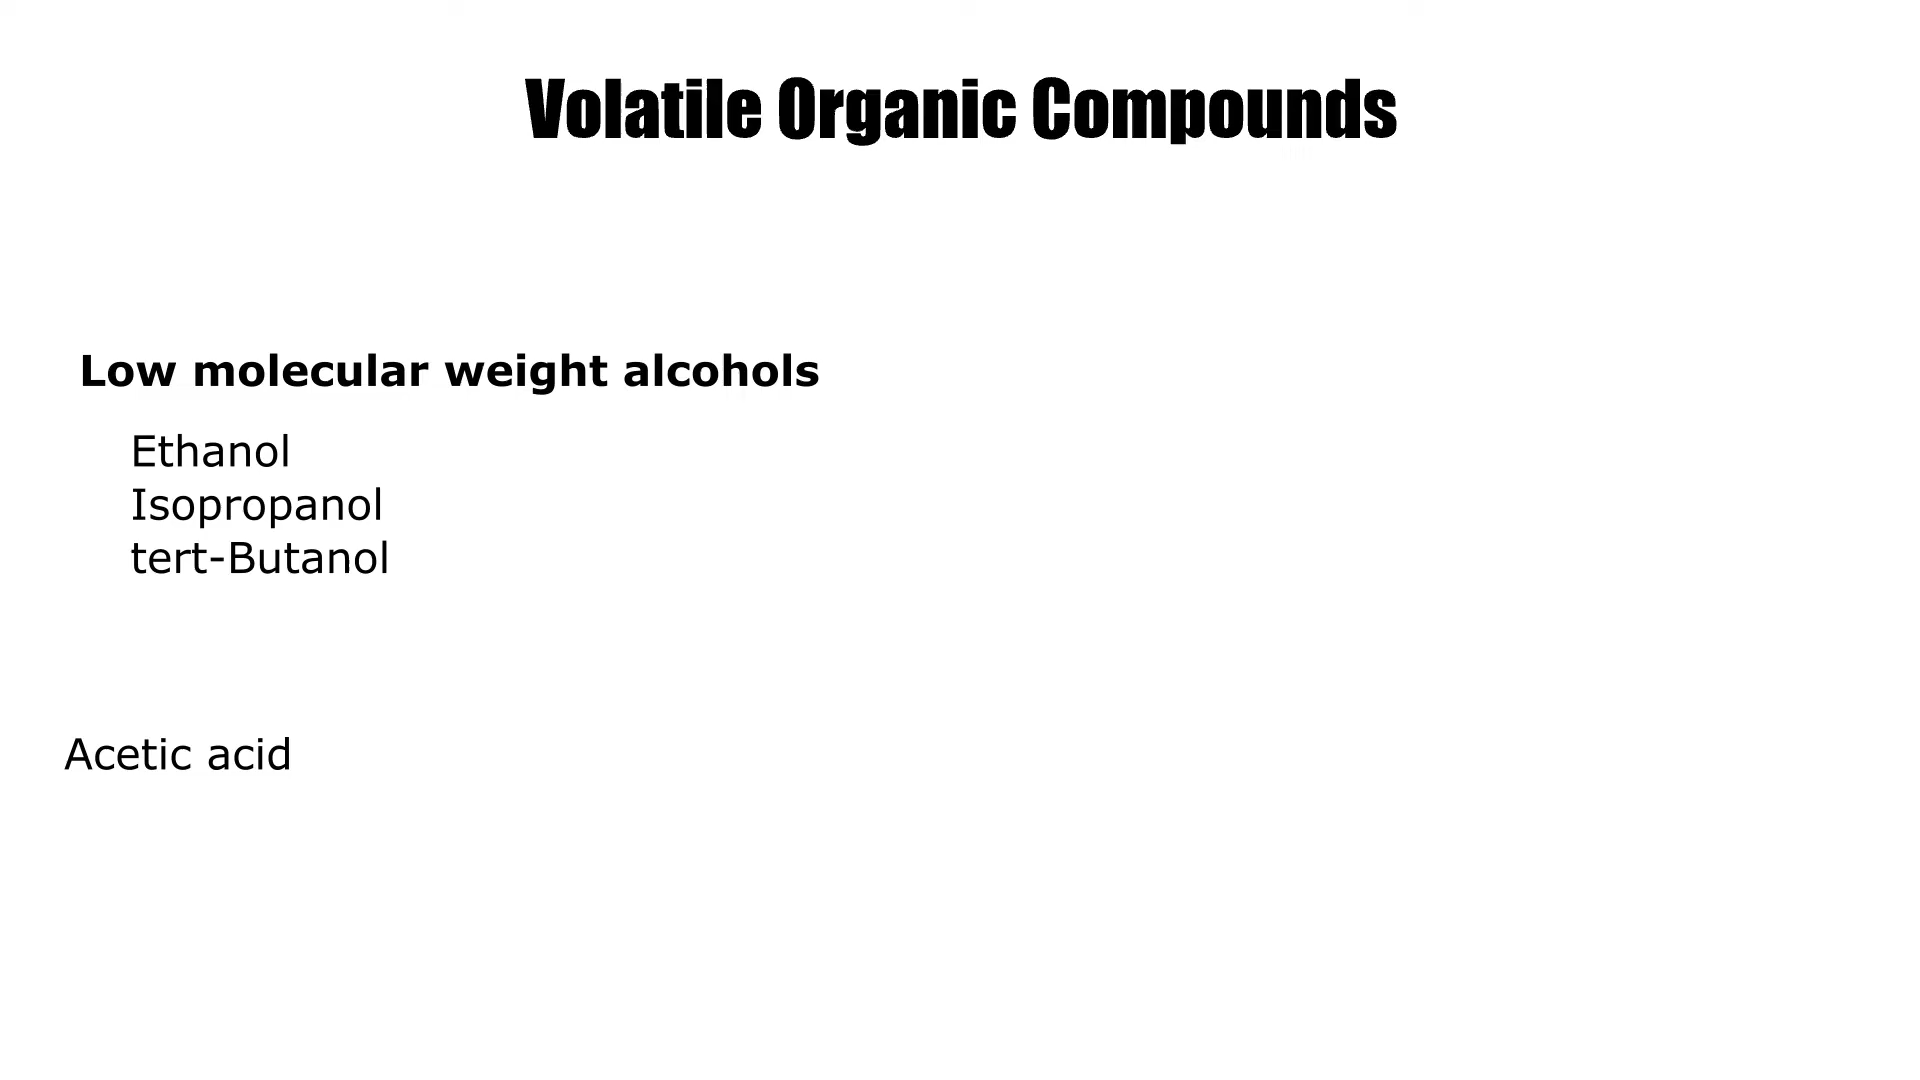 Volatile Organic Compounds
Low molecular weight alcohols
Ethanol
Isopropanol
tert-Butanol
Acetic acid